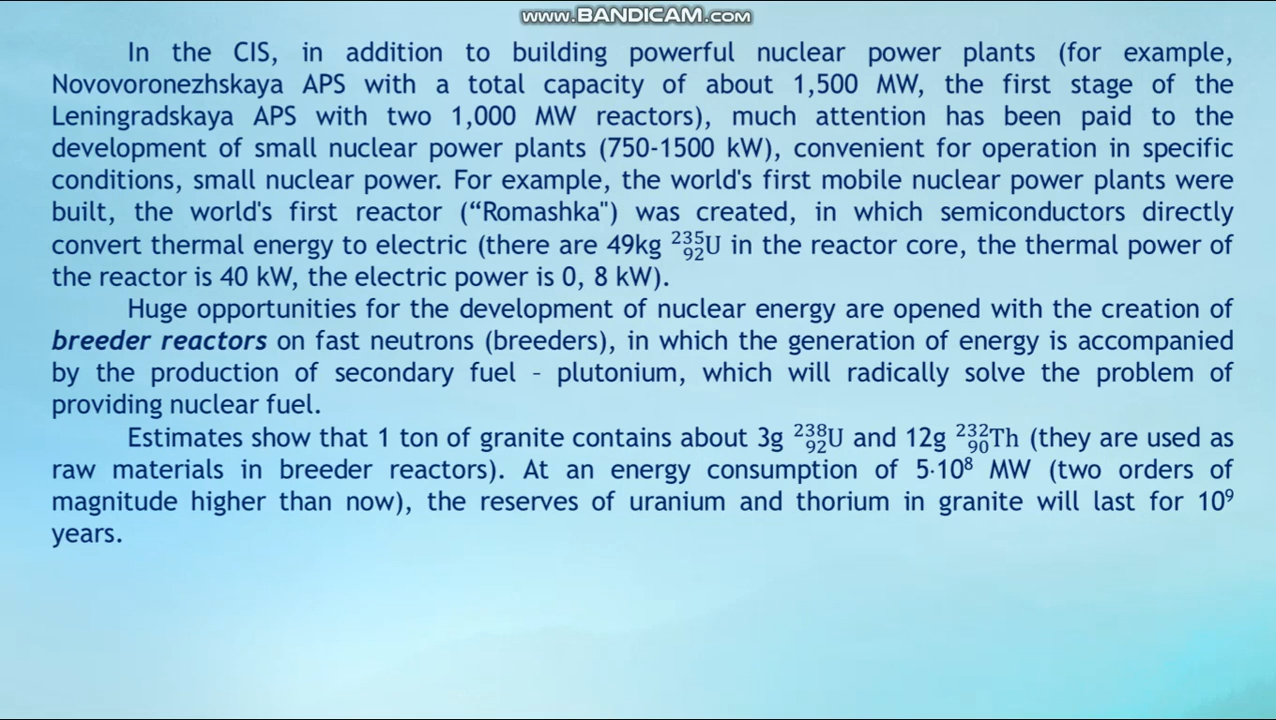 www.BANDICAM.com
In the CIS, in addition to building powerful nuclear power plants (for example,
Novovoronezhskaya APS with a total capacity of about 1,500 MW, the first stage of the
Leningradskaya APS with two 1,000 MW reactors), much attention has been paid to the
development of small nuclear power plants (750-1500 kW), convenient for operation in specific
conditions, small nuclear power. For example, the world's first mobile nuclear power plants were
built, the world's first reactor (“Romashka") was created, in which semiconductors directly
convert thermal energy to electric (there are 49kg ²³⁵₉₂U in the reactor core, the thermal power of
the reactor is 40 kW, the electric power is 0, 8 kW).
Huge opportunities for the development of nuclear energy are opened with the creation of
breeder reactors on fast neutrons (breeders), in which the generation of energy is accompanied
by the production of secondary fuel – plutonium, which will radically solve the problem of
providing nuclear fuel.
Estimates show that 1 ton of granite contains about 3g ²³⁸₉₂U and 12g ²³²₉₀Th (they are used as
raw materials in breeder reactors). At an energy consumption of 5·10⁸ MW (two orders of
magnitude higher than now), the reserves of uranium and thorium in granite will last for 10⁹
years.